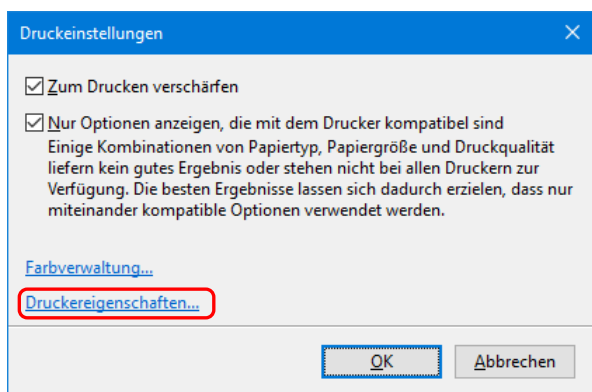 Druckeinstellungen
Zum Drucken verschärfen
Nur Optionen anzeigen, die mit dem Drucker kompatibel sind
Einige Kombinationen von Papiertyp, Papiergröße und Druckqualität
liefern kein gutes Ergebnis oder stehen nicht bei allen Druckern zur
Verfügung. Die besten Ergebnisse lassen sich dadurch erzielen, dass nur
miteinander kompatible Optionen verwendet werden.
Farbverwaltung...
Druckereigenschaften...
OK Abbrechen